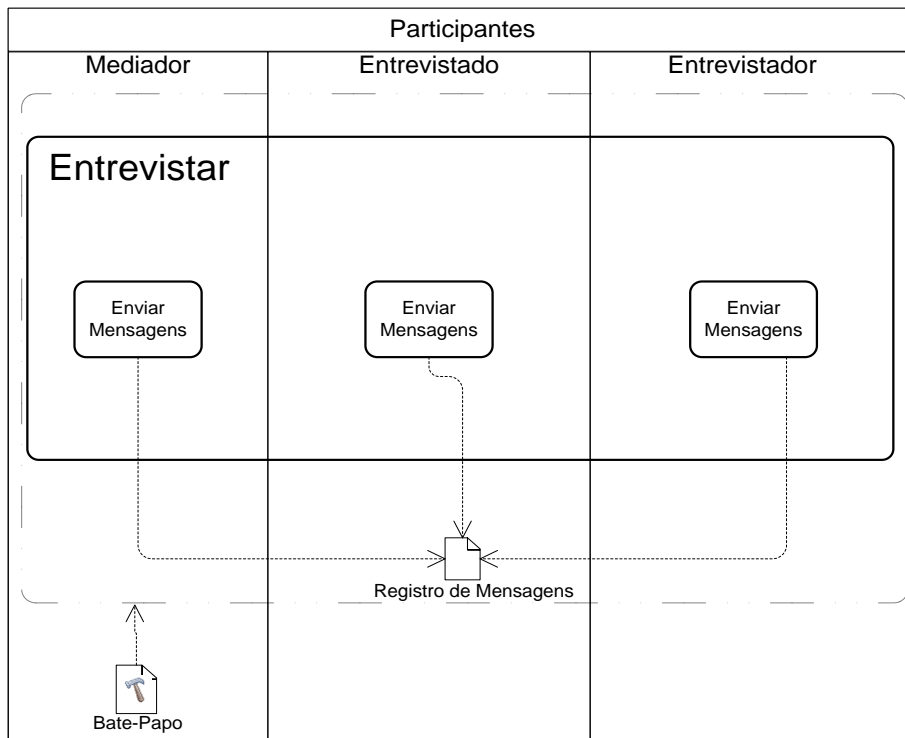 Participantes
Mediador
Entrevistado
Entrevistador
Entrevistar
Enviar
Mensagens
Enviar
Mensagens
Enviar
Mensagens
Registro de Mensagens
Bate-Papo